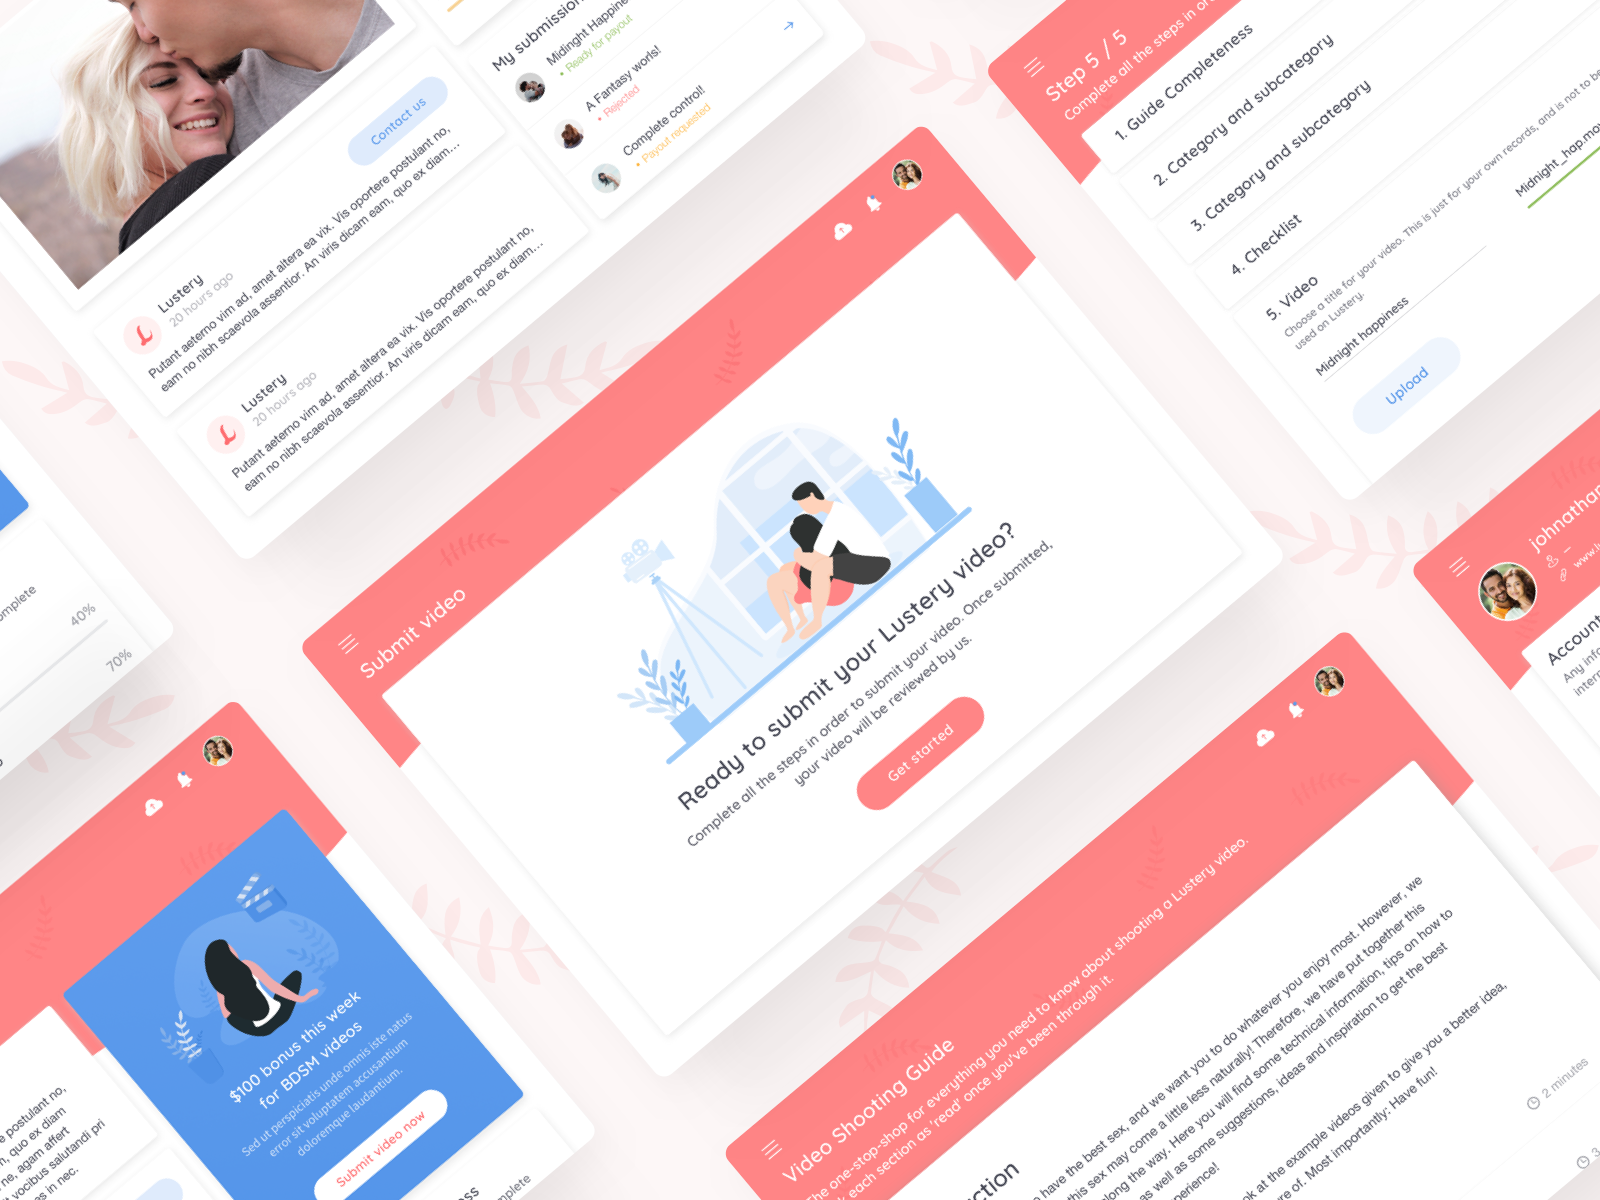 Contact us
Lustery
20 hours ago
Putant aeterno vim ad, amet altera ea vix. Vis oportere postulant no,
eam no nibh scaevola assentior. An viris dicam eam, quo ex diam...
Lustery
20 hours ago
Putant aeterno vim ad, amet altera ea vix. Vis oportere postulant no,
eam no nibh scaevola assentior. An viris dicam eam, quo ex diam...
My submission
Midinght Happine
• Ready for payout
A Fantasy worls!
• Rejected
Complete control!
• Payout requested
Step 5 / 5
Complete all the steps in or
1. Guide Completeness
2. Category and subcategory
3. Category and subcategory
4. Checklist
5. Video
Choose a title for your video. This is just for your own records, and is not to be
used on Lustery.
Midnight happiness
Midnight_hap.mo
Upload
Submit video
Ready to submit your Lustery video?
Complete all the steps in order to submit your video. Once submitted,
your video will be reviewed by us.
Get started
omplete
40%
70%
$100 bonus this week
for BDSM videos
Sed ut perspiciatis unde omnis iste natus
error sit voluptatem accusantium
doloremque laudantium.
Submit video now
postulant no,
, quo ex diam
ne, agam affert
t vocibus salutandi pri
as in nec.
ess
mplete
johnathan
–
www.l
Account
Any info
intern
Video Shooting Guide
The one-stop-shop for everything you need to know about shooting a Lustery video.
k each section as 'read' once you've been through it.
ction
have the best sex, and we want you to do whatever you enjoy most. However, we
this sex may come a little less naturally! Therefore, we have put together this
long the way. Here you will find some technical information, tips on how to
as well as some suggestions, ideas and inspiration to get the best
perience!
ok at the example videos given to give you a better idea,
ure of. Most importantly: Have fun!
2 minutes
3